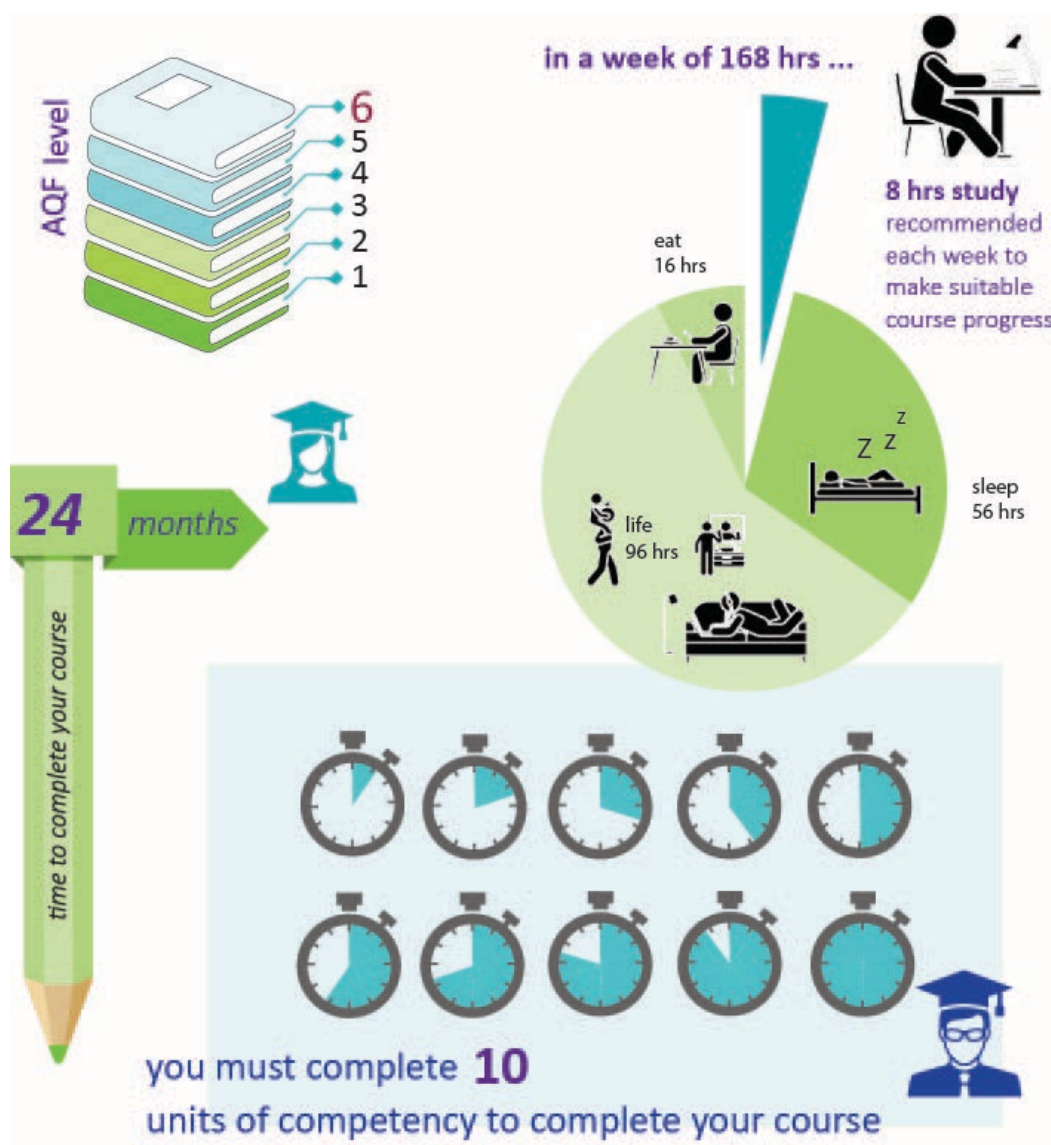 AQF level
6
5
4
3
2
1
in a week of 168 hrs ...
8 hrs study
recommended
each week to
make suitable
course progress
eat
16 hrs
z
Z
Z
sleep
56 hrs
life
96 hrs
24 months
time to complete your course
you must complete 10
units of competency to complete your course